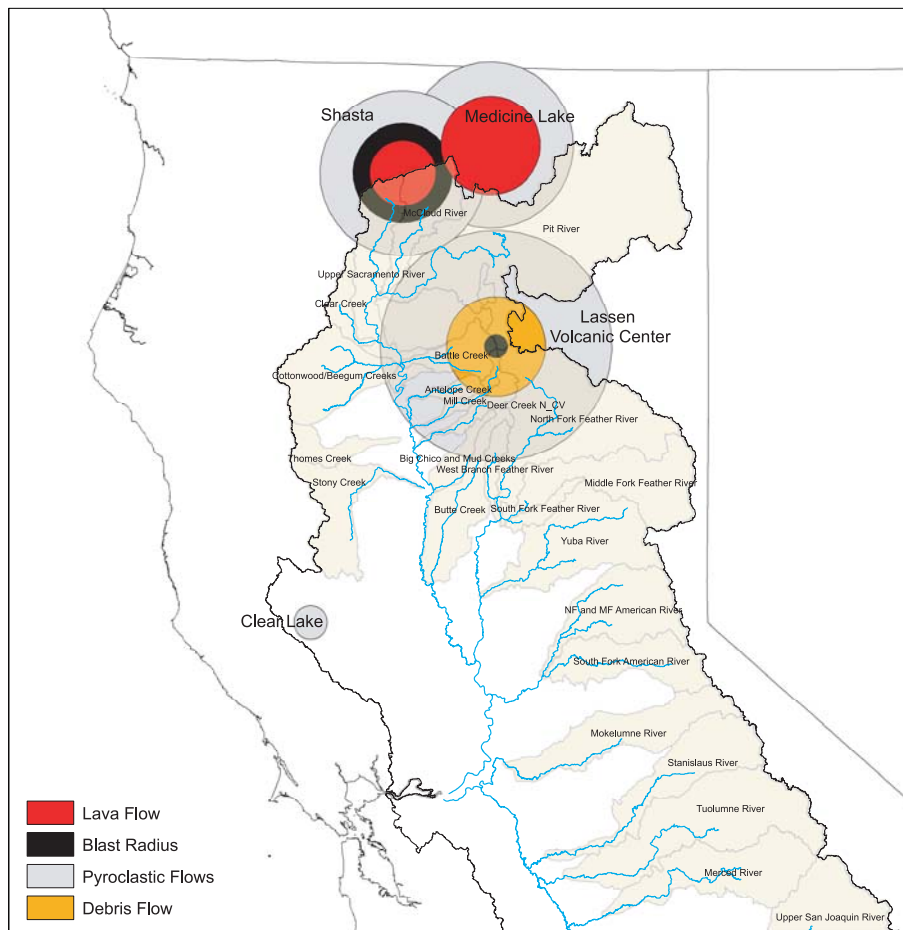 Shasta
Medicine Lake
McCloud River
Pit River
Upper Sacramento River
Clear Creek
Lassen
Volcanic Center
Battle Creek
Cottonwood/Beegum Creeks
Antelope Creek
Mill Creek
Deer Creek N_CV
North Fork Feather River
Thomes Creek
Big Chico and Mud Creeks
West Branch Feather River
Stony Creek
Middle Fork Feather River
Butte Creek
South Fork Feather River
Yuba River
Clear Lake
NF and MF American River
South Fork American River
Mokelumne River
Stanislaus River
Tuolumne River
Merced River
Upper San Joaquin River
Lava Flow
Blast Radius
Pyroclastic Flows
Debris Flow